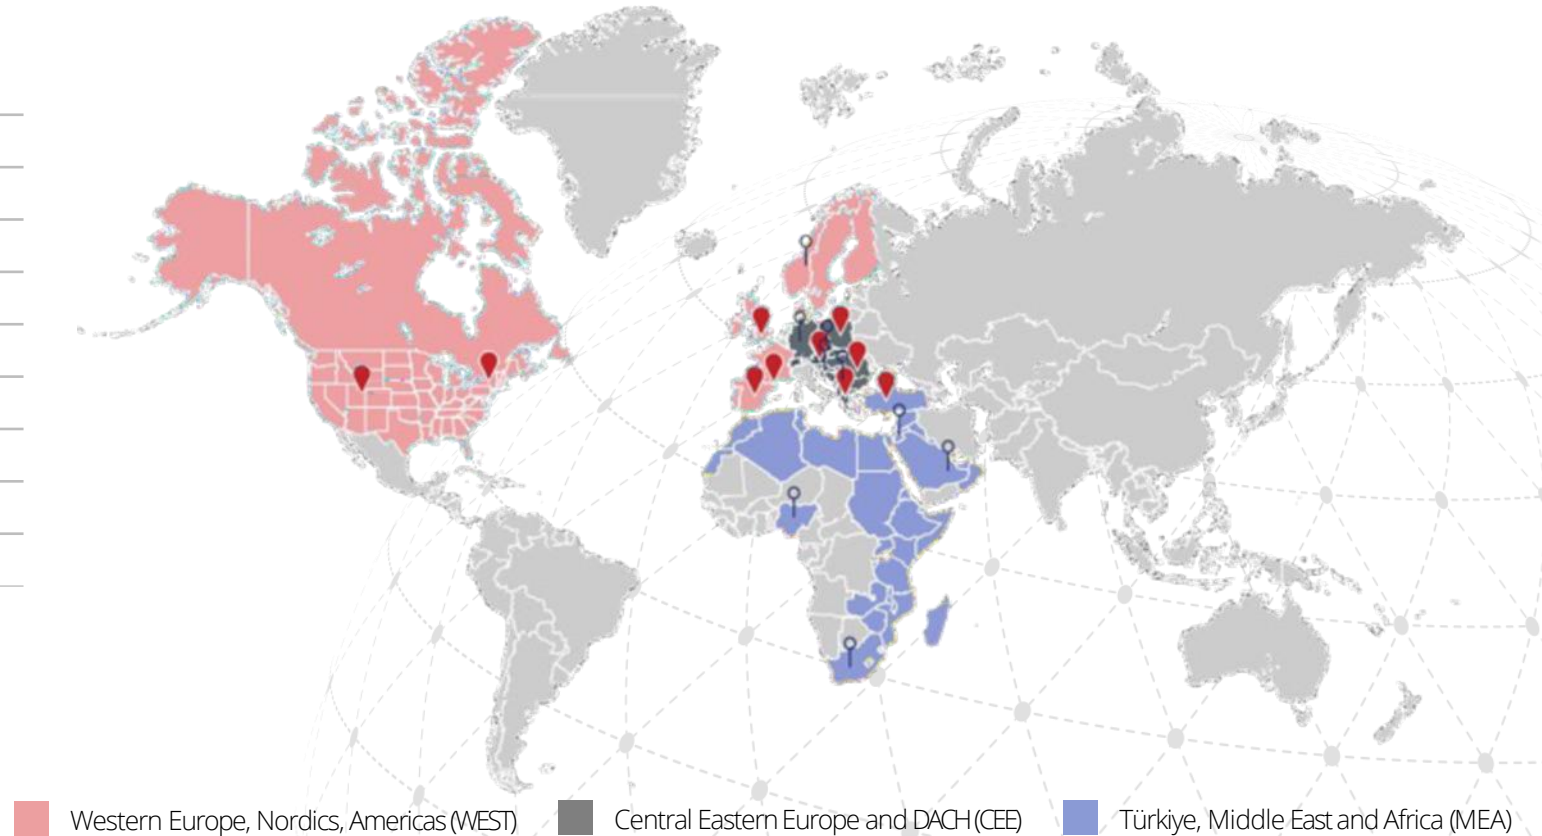 Western Europe, Nordics, Americas (WEST)
Central Eastern Europe and DACH (CEE)
Türkiye, Middle East and Africa (MEA)